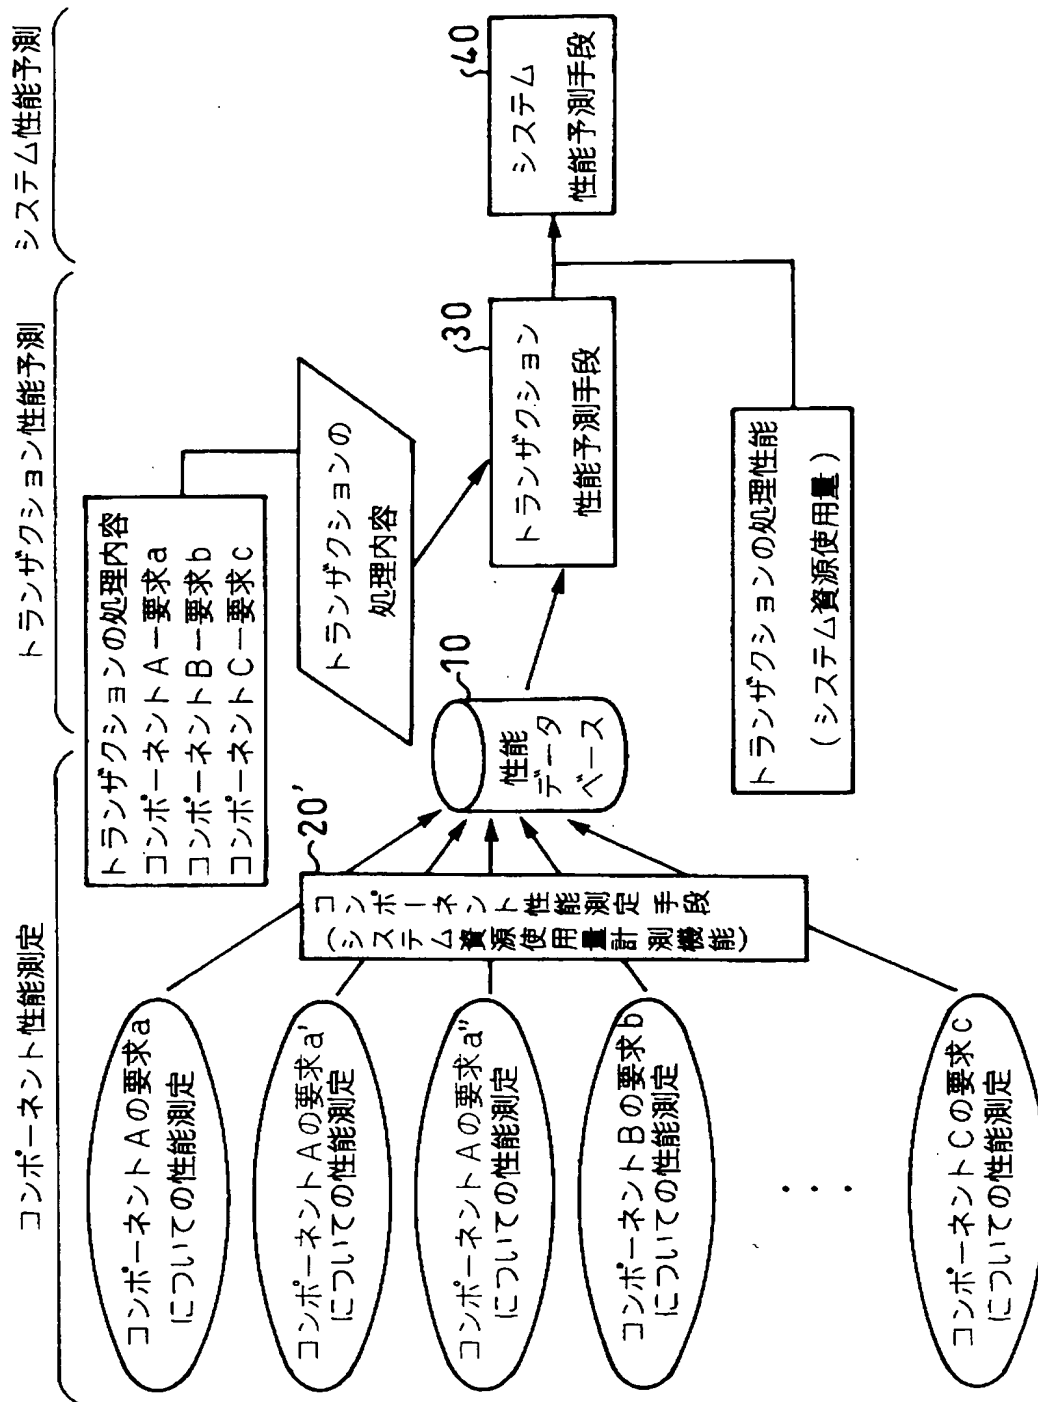 コンポーネント性能測定
トランザクション性能予測
システム性能予測
コンポーネントAの要求a
についての性能測定
コンポーネントAの要求a'
についての性能測定
コンポーネントAの要求a"
についての性能測定
コンポーネントBの要求b
についての性能測定
・・・
コンポーネントCの要求c
についての性能測定
20'
コンポーネント性能測定手段
(システム資源使用量計測機能)
10
性能
データ
ベース
トランザクションの処理内容
コンポーネントA―要求a
コンポーネントB―要求b
コンポーネントC―要求c
トランザクションの
処理内容
30
トランザクション
性能予測手段
トランザクションの処理性能
(システム資源使用量)
40
システム
性能予測手段